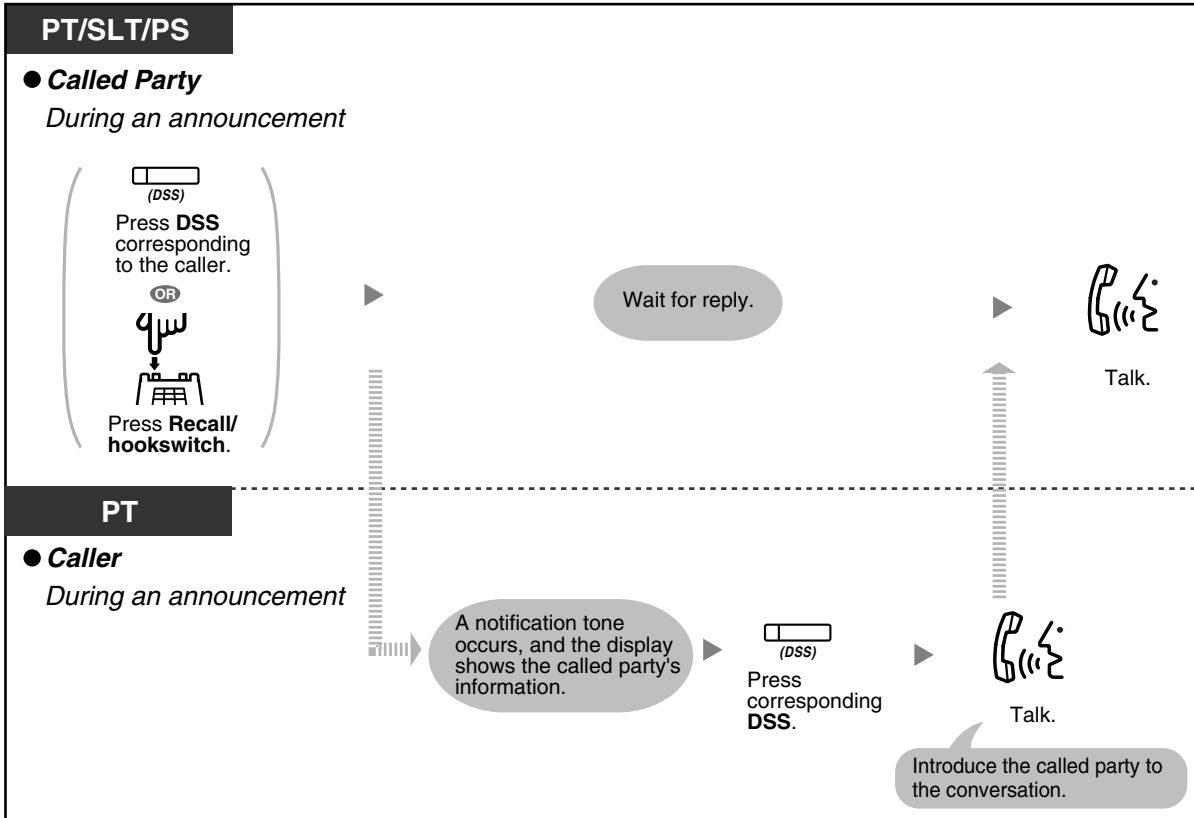 PT/SLT/PS
Called Party
During an announcement
(DSS)
Press DSS
corresponding
to the caller.
OR
Press Recall/
hookswitch.
Wait for reply.
Talk.
PT
Caller
During an announcement
A notification tone
occurs, and the display
shows the called party's
information.
(DSS)
Press
corresponding
DSS.
Talk.
Introduce the called party to
the conversation.